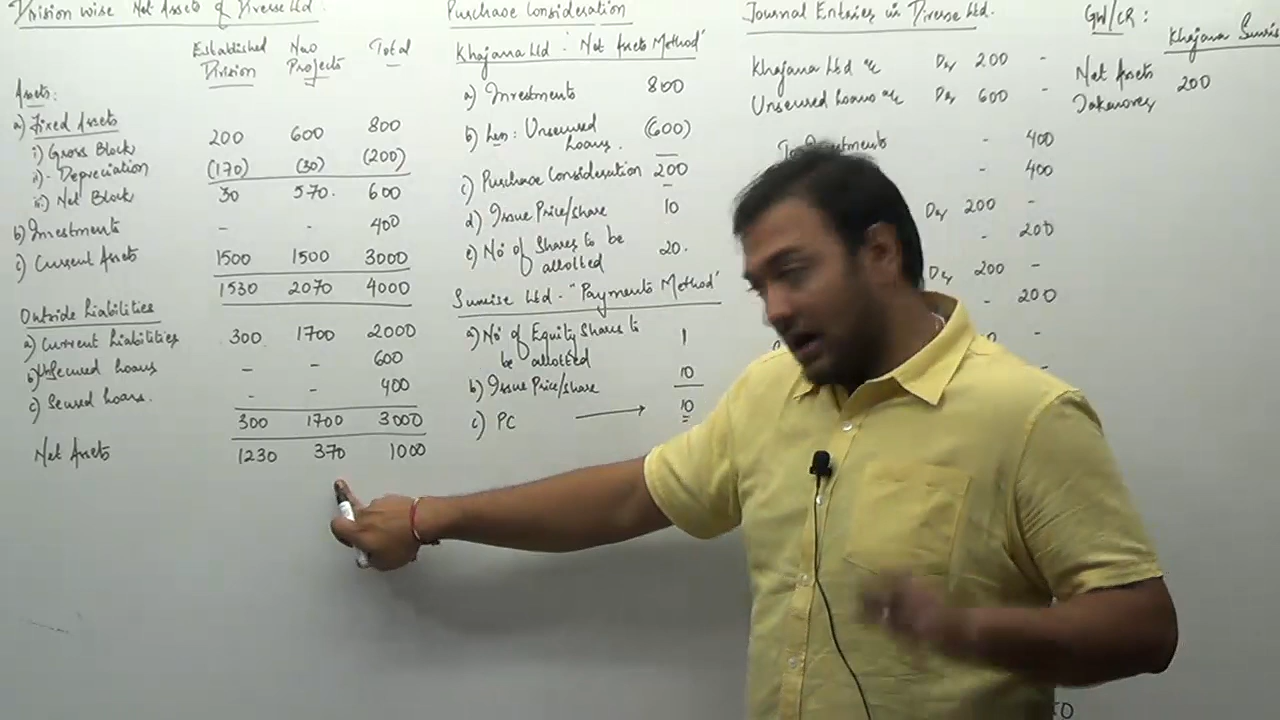 Division wise Net Assets of Diverse Ltd.
Established Division
New Projects
Total
Assets:
a) Fixed Assets
i) Gross Block 200 600 800
ii) - Depreciation (170) (30) (200)
iii) Net Block 30 570. 600
b) Investments - - 400
c) Current Assets 1500 1500 3000
1530 2070 4000
Outside Liabilities
a) Current Liabilities 300 1700 2000
b) Unsecured Loans - - 600
c) Secured Loans. - - 400
300 1700 3000
Net Assets 1230 370 1000
Purchase Consideration
Khajana Ltd - 'Net Assets Method'
a) Investments 800
b) Less: Unsecured Loans. (600)
c) Purchase Consideration 200
d) Issue Price/share 10
e) No of Shares to be allotted 20.
Sunrise Ltd - "Payments Method"
a) No of Equity Shares to be allotted 1
b) Issue Price/share 10
c) PC → 10
Journal Entries in Diverse Ltd.
Khajana Ltd a/c Dr 200 -
Unsecured Loans a/c Dr 600 -
To Investments - 400
- 400
Dr 200 -
- 200
Dr 200 -
- 200
-
-
GW/CR:
Khajana Sunrise
Net Assets Takenover 200